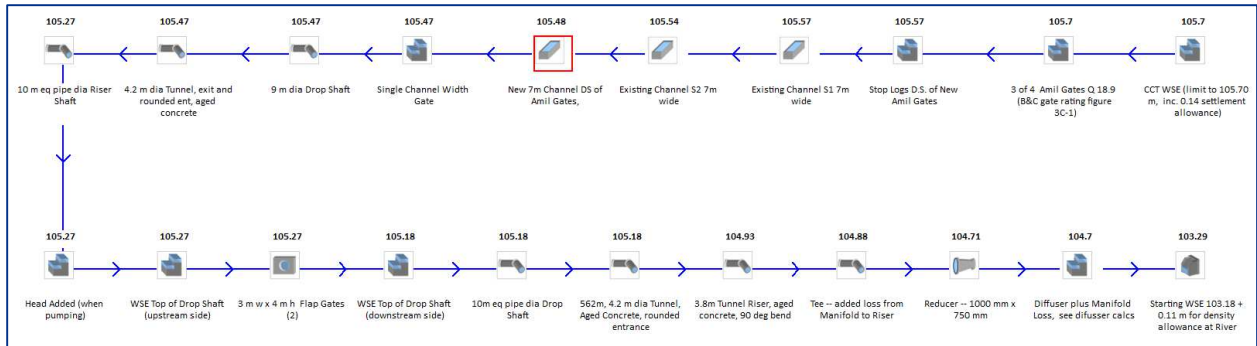 105.27 105.47 105.47 105.47 105.48 105.54 105.57 105.57 105.7 105.7
10 m eq pipe dia Riser
Shaft
4.2 m dia Tunnel, exit and
rounded ent, aged
concrete
9 m dia Drop Shaft
Single Channel Width
Gate
New 7m Channel DS of
Amil Gates,
Existing Channel S2 7m
wide
Existing Channel S1 7m
wide
Stop Logs D.S. of New
Amil Gates
3 of 4 Amil Gates Q 18.9
(B&C gate rating figure
3C-1)
CCT WSE (limit to 105.70
m, inc. 0.14 settlement
allowance)
105.27 105.27 105.27 105.18 105.18 105.18 104.93 104.88 104.71 104.7 103.29
Head Added (when
pumping)
WSE Top of Drop Shaft
(upstream side)
3 m w x 4 m h Flap Gates
(2)
WSE Top of Drop Shaft
(downstream side)
10m eq pipe dia Drop
Shaft
562m, 4.2 m dia Tunnel,
Aged Concrete, rounded
entrance
3.8m Tunnel Riser, aged
concrete, 90 deg bend
Tee -- added loss from
Manifold to Riser
Reducer -- 1000 mm x
750 mm
Diffuser plus Manifold
Loss, see difusser calcs
Starting WSE 103.18 +
0.11 m for density
allowance at River